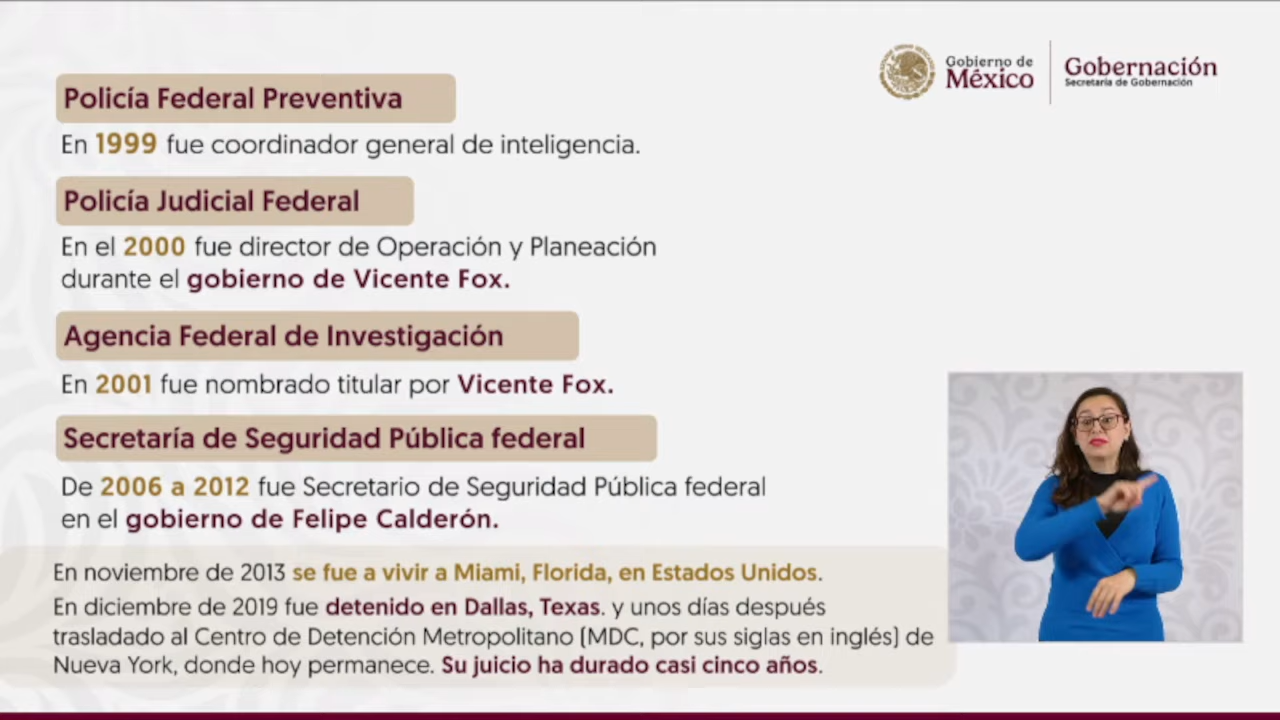 Gobierno de
México
Gobernación
Secretaría de Gobernación
Policía Federal Preventiva
En 1999 fue coordinador general de inteligencia.
Policía Judicial Federal
En el 2000 fue director de Operación y Planeación
durante el gobierno de Vicente Fox.
Agencia Federal de Investigación
En 2001 fue nombrado titular por Vicente Fox.
Secretaría de Seguridad Pública federal
De 2006 a 2012 fue Secretario de Seguridad Pública federal
en el gobierno de Felipe Calderón.
En noviembre de 2013 se fue a vivir a Miami, Florida, en Estados Unidos.
En diciembre de 2019 fue detenido en Dallas, Texas. y unos días después
trasladado al Centro de Detención Metropolitano (MDC, por sus siglas en inglés) de
Nueva York, donde hoy permanece. Su juicio ha durado casi cinco años.